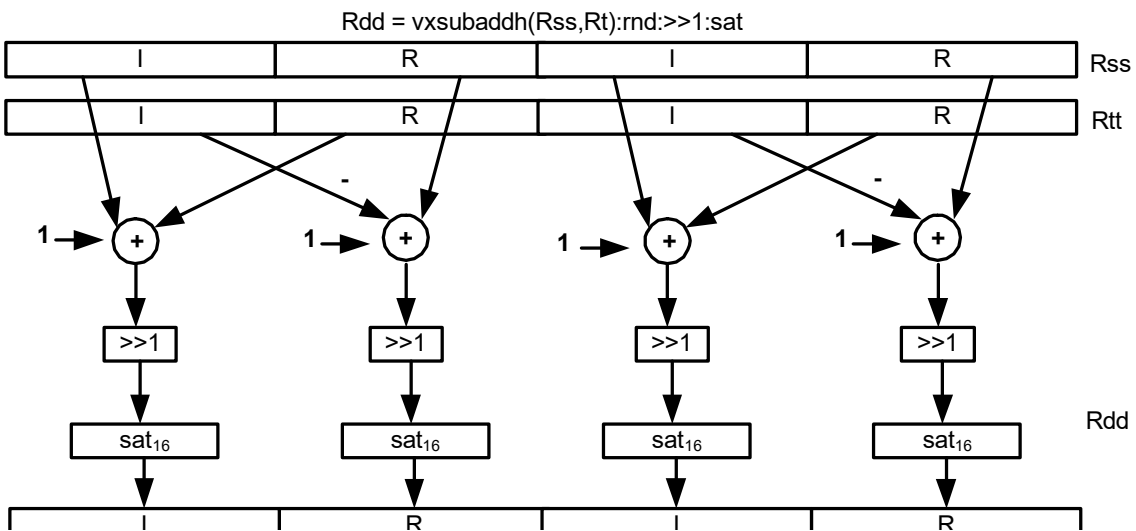 Rdd = vxsubaddh(Rss,Rt):rnd:>>1:sat
I R I R Rss
I R I R Rtt
- -
1 + 1 + 1 + 1 +
>>1 >>1 >>1 >>1
sat16 sat16 sat16 sat16
Rdd
I R I R